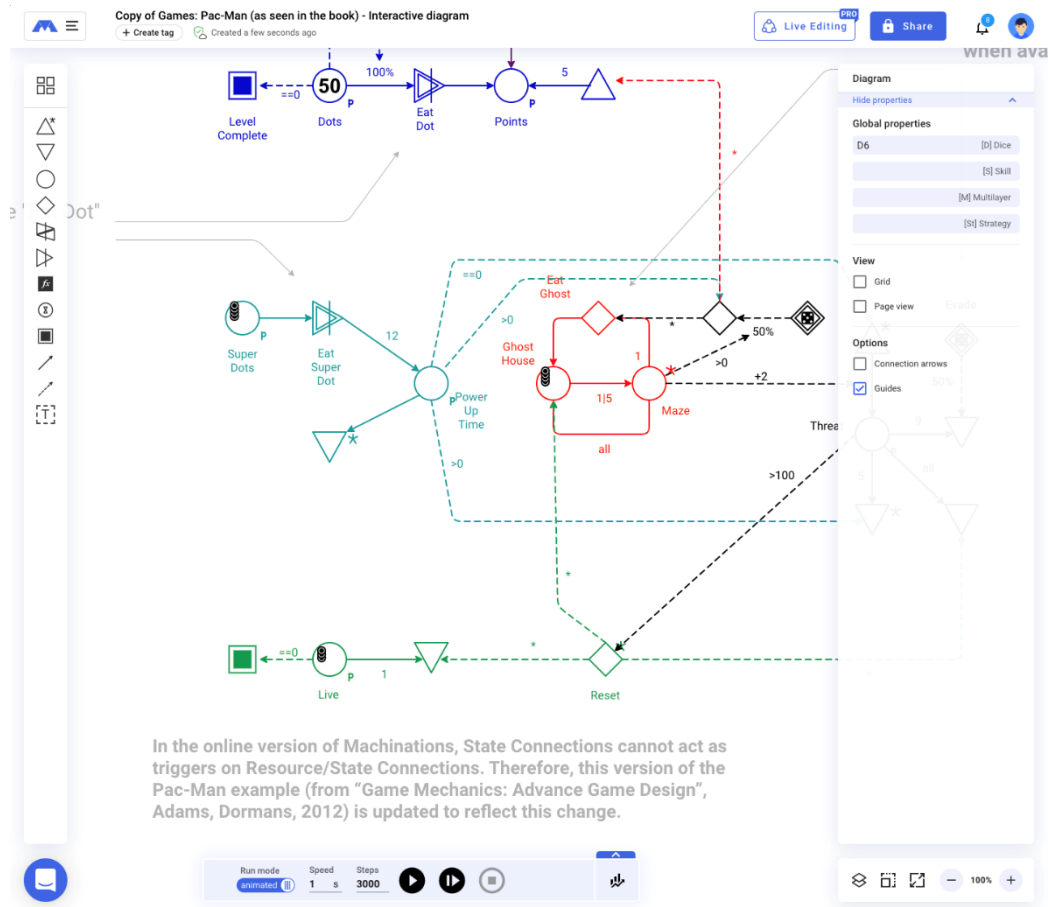 Copy of Games: Pac-Man (as seen in the book) - Interactive diagram
+ Create tag
Created a few seconds ago
Live Editing
PRO
Share
8
when ava
Diagram
Hide properties
Global properties
D6
[D] Dice
[S] Skill
[M] Multilayer
[St] Strategy
View
Grid
Page view
Options
Connection arrows
Guides
100%
5
50
==0
P
P
Level
Complete
Dots
Eat
Dot
Points
*
e "
Dot"
==0
Eat
Ghost
12
>0
*
50%
Evade
P
Super
Dots
Eat
Super
Dot
Ghost
House
1
>0
+2
50%
1|5
Maze
P
Power
Up
Time
*
all
Threa
9
>0
>100
5
all
*
*
==0
*
P
1
Live
Reset
In the online version of Machinations, State Connections cannot act as
triggers on Resource/State Connections. Therefore, this version of the
Pac-Man example (from “Game Mechanics: Advance Game Design”,
Adams, Dormans, 2012) is updated to reflect this change.
Run mode
animated
Speed
1 s
Steps
3000
100%